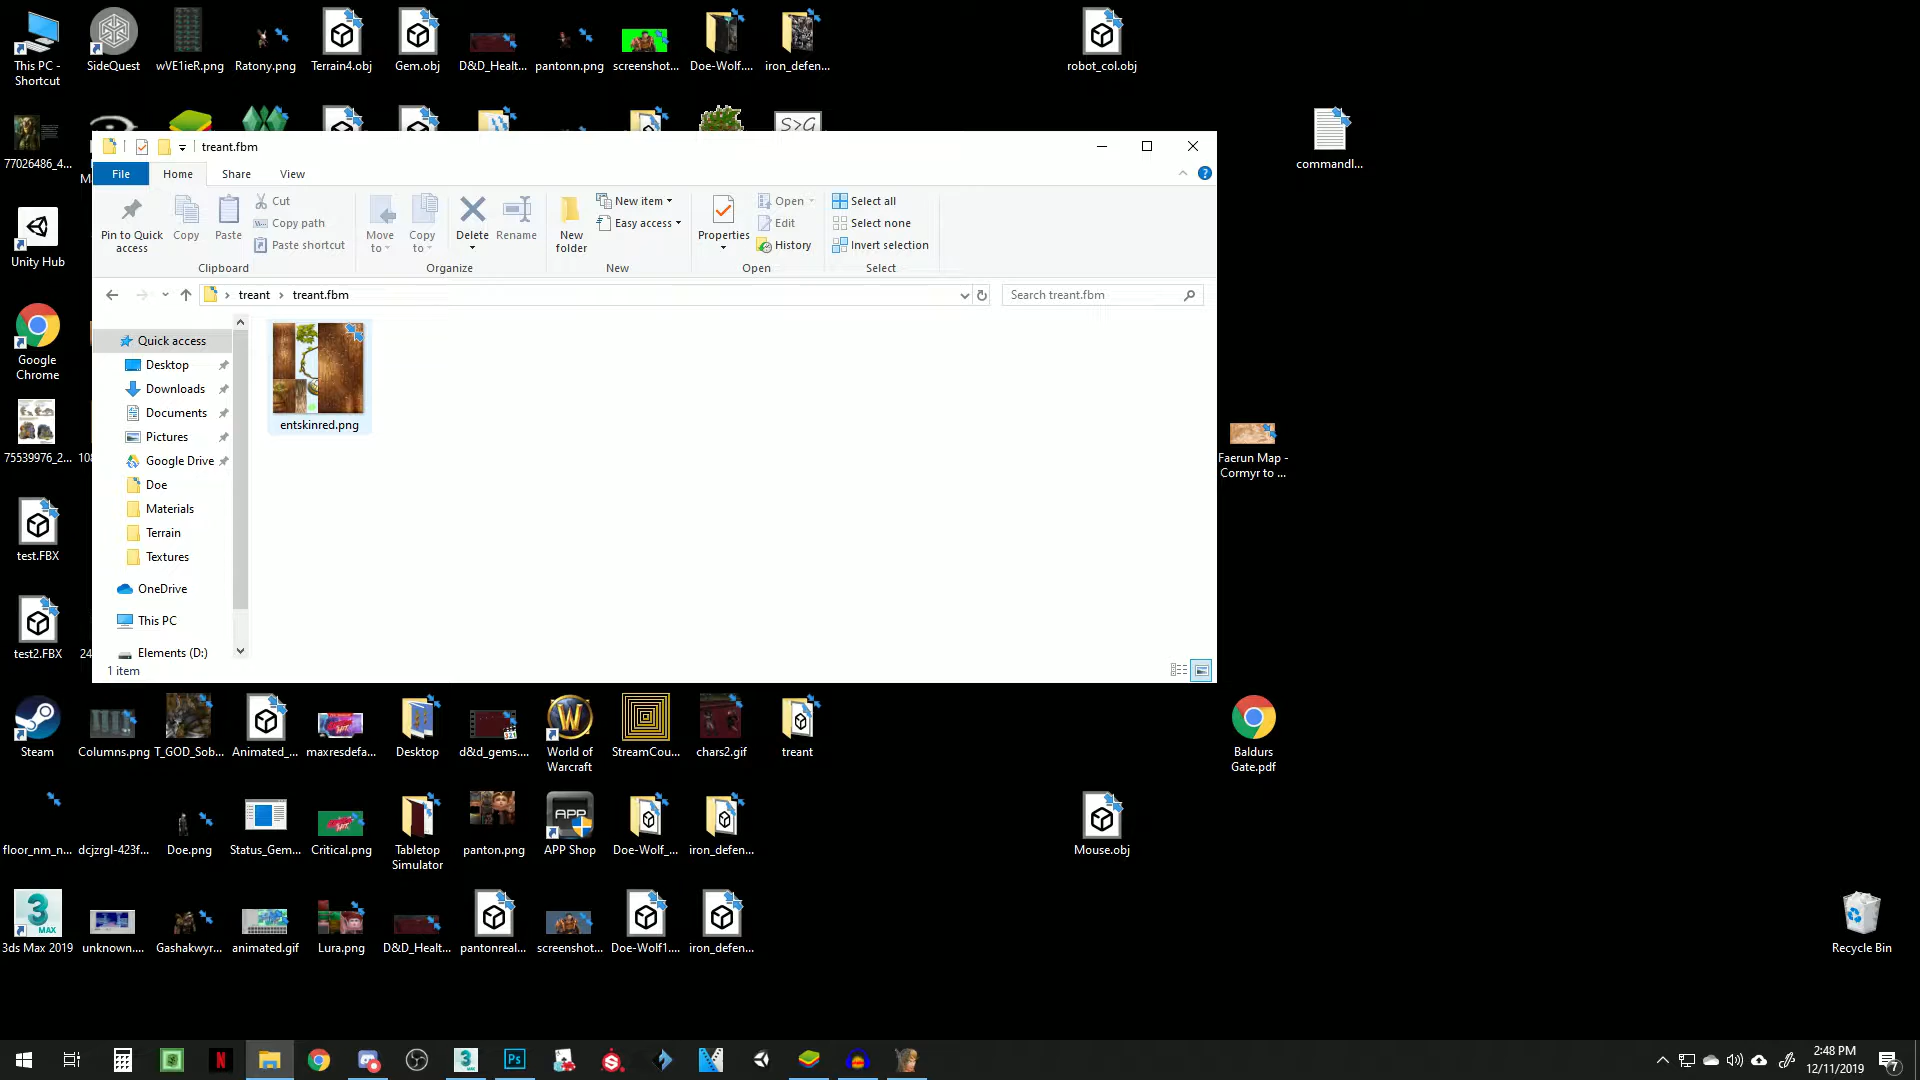 This PC -
Shortcut
SideQuest
wVE1ieR.png
Ratony.png
Terrain4.obj
Gem.obj
D&D_Healt...
pantonn.png
screenshot...
Doe-Wolf....
iron_defen...
robot_col.obj
S>G
77026486_4...
commandl...
treant.fbm
File
Home
Share
View
Pin to Quick
access
Copy
Paste
Cut
Copy path
Paste shortcut
Clipboard
Move
to
Copy
to
Delete
Rename
Organize
New
folder
New item
Easy access
New
Properties
Open
Edit
History
Open
Select all
Select none
Invert selection
Select
Unity Hub
treant
treant.fbm
Search treant.fbm
Google
Chrome
Quick access
Desktop
Downloads
Documents
Pictures
Google Drive
Doe
Materials
Terrain
Textures
OneDrive
This PC
Elements (D:)
1 item
entskinred.png
75539976_2...
108
Faerun Map -
Cormyr to ...
test.FBX
test2.FBX
24
Steam
Columns.png
T_GOD_Sob...
Animated_...
maxresdefa...
Desktop
d&d_gems....
World of
Warcraft
StreamCou...
chars2.gif
treant
Baldurs
Gate.pdf
floor_nm_n...
dcjzrgl-423f...
Doe.png
Status_Gem...
Critical.png
Tabletop
Simulator
panton.png
APP
APP Shop
Doe-Wolf_...
iron_defen...
Mouse.obj
3
MAX
3ds Max 2019
unknown....
Gashakwyr...
animated.gif
Lura.png
D&D_Healt...
pantonreal...
screenshot...
Doe-Wolf1....
iron_defen...
Recycle Bin
2:48 PM
12/11/2019
7